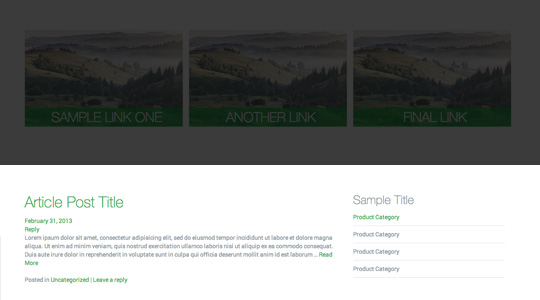 SAMPLE LINK ONE
ANOTHER LINK
FINAL LINK
Article Post Title
February 31, 2013
Reply
Lorem ipsum dolor sit amet, consectetur adipisicing elit, sed do eiusmod tempor incididunt ut labore et dolore magna
aliqua. Ut enim ad minim veniam, quis nostrud exercitation ullamco laboris nisi ut aliquip ex ea commodo consequat.
Duis aute irure dolor in reprehenderit in voluptate sunt in culpa qui officia deserunt mollit anim id est laborum ... Read
More
Posted in Uncategorized | Leave a reply
Sample Title
Product Category
Product Category
Product Category
Product Category